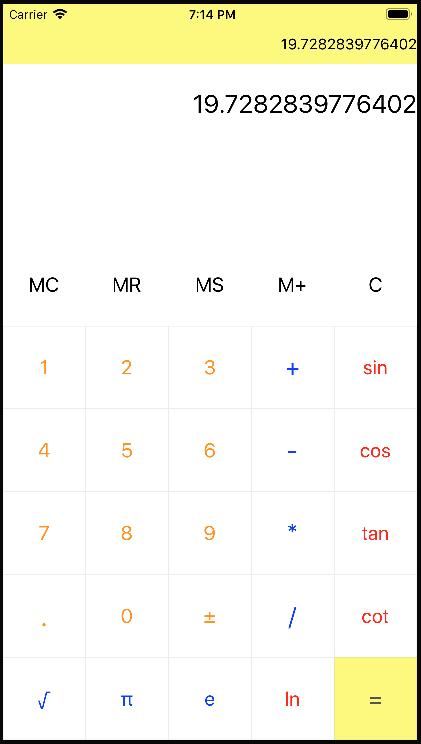 Carrier 7:14 PM
19.7282839776402
19.7282839776402
MC MR MS M+ C
1 2 3 + sin
4 5 6 - cos
7 8 9 * tan
. 0 ± / cot
√ π e ln =